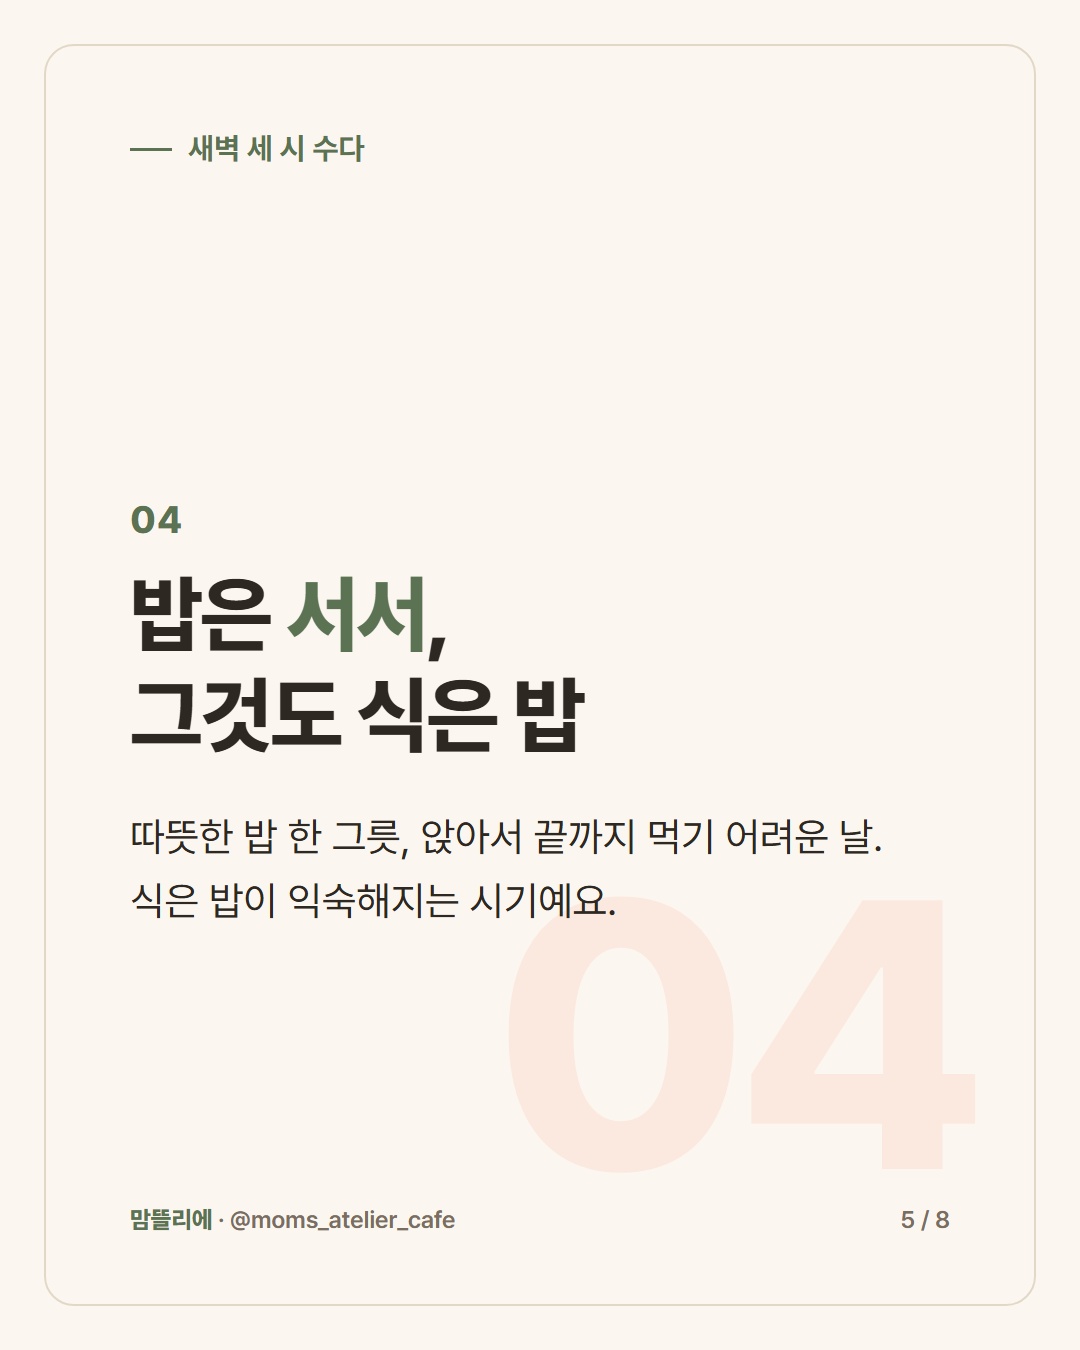 새벽 세 시 수다
04
밥은 서서,
그것도 식은 밥
따뜻한 밥 한 그릇, 앉아서 끝까지 먹기 어려운 날.
식은 밥이 익숙해지는 시기예요.
04
맘뜰리에 · @moms_atelier_cafe
5 / 8